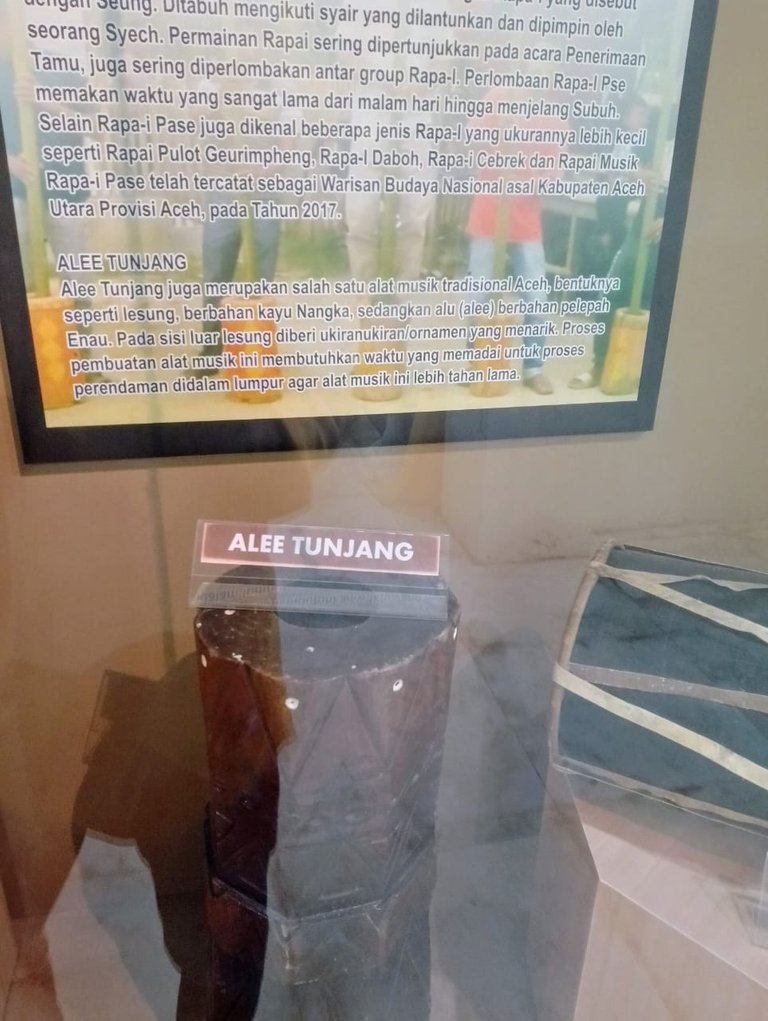 dengan Seung. Ditabuh mengikuti syair yang dilantunkan dan dipimpin oleh
seorang Syech. Permainan Rapai sering dipertunjukkan pada acara Penerimaan
Tamu, juga sering diperlombakan antar group Rapa-I. Perlombaan Rapa-I Pse
memakan waktu yang sangat lama dari malam hari hingga menjelang Subuh.
Selain Rapa-i Pase juga dikenal beberapa jenis Rapa-I yang ukurannya lebih kecil
seperti Rapai Pulot Geurimpheng, Rapa-I Daboh, Rapa-i Cebrek dan Rapai Musik
Rapa-i Pase telah tercatat sebagai Warisan Budaya Nasional asal Kabupaten Aceh
Utara Provisi Aceh, pada Tahun 2017.
ALEE TUNJANG
Alee Tunjang juga merupakan salah satu alat musik tradisional Aceh, bentuknya
seperti lesung, berbahan kayu Nangka, sedangkan alu (alee) berbahan pelepah
Enau. Pada sisi luar lesung diberi ukiranukiran/ornamen yang menarik. Proses
pembuatan alat musik ini membutuhkan waktu yang memadai untuk proses
perendaman didalam lumpur agar alat musik ini lebih tahan lama.
ALEE TUNJANG